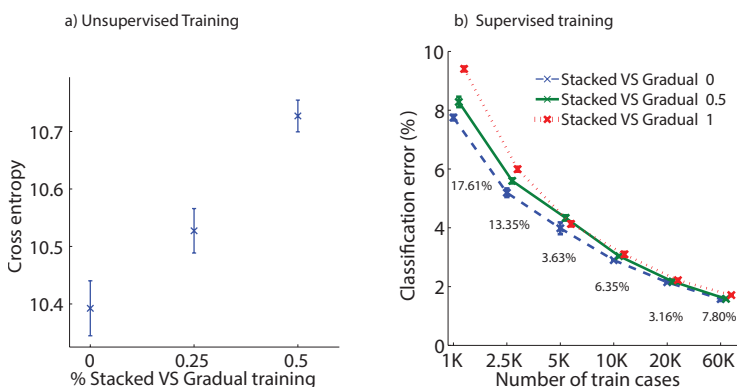 a) Unsupervised Training
Cross entropy
10.7
10.6
10.5
10.4
0 0.25 0.5
% Stacked VS Gradual training
b) Supervised training
Classification error (%)
10
8
6
4
2
0
Stacked VS Gradual 0
Stacked VS Gradual 0.5
Stacked VS Gradual 1
17.61%
13.35%
3.63%
6.35%
3.16% 7.80%
1K 2.5K 5K 10K 20K 60K
Number of train cases